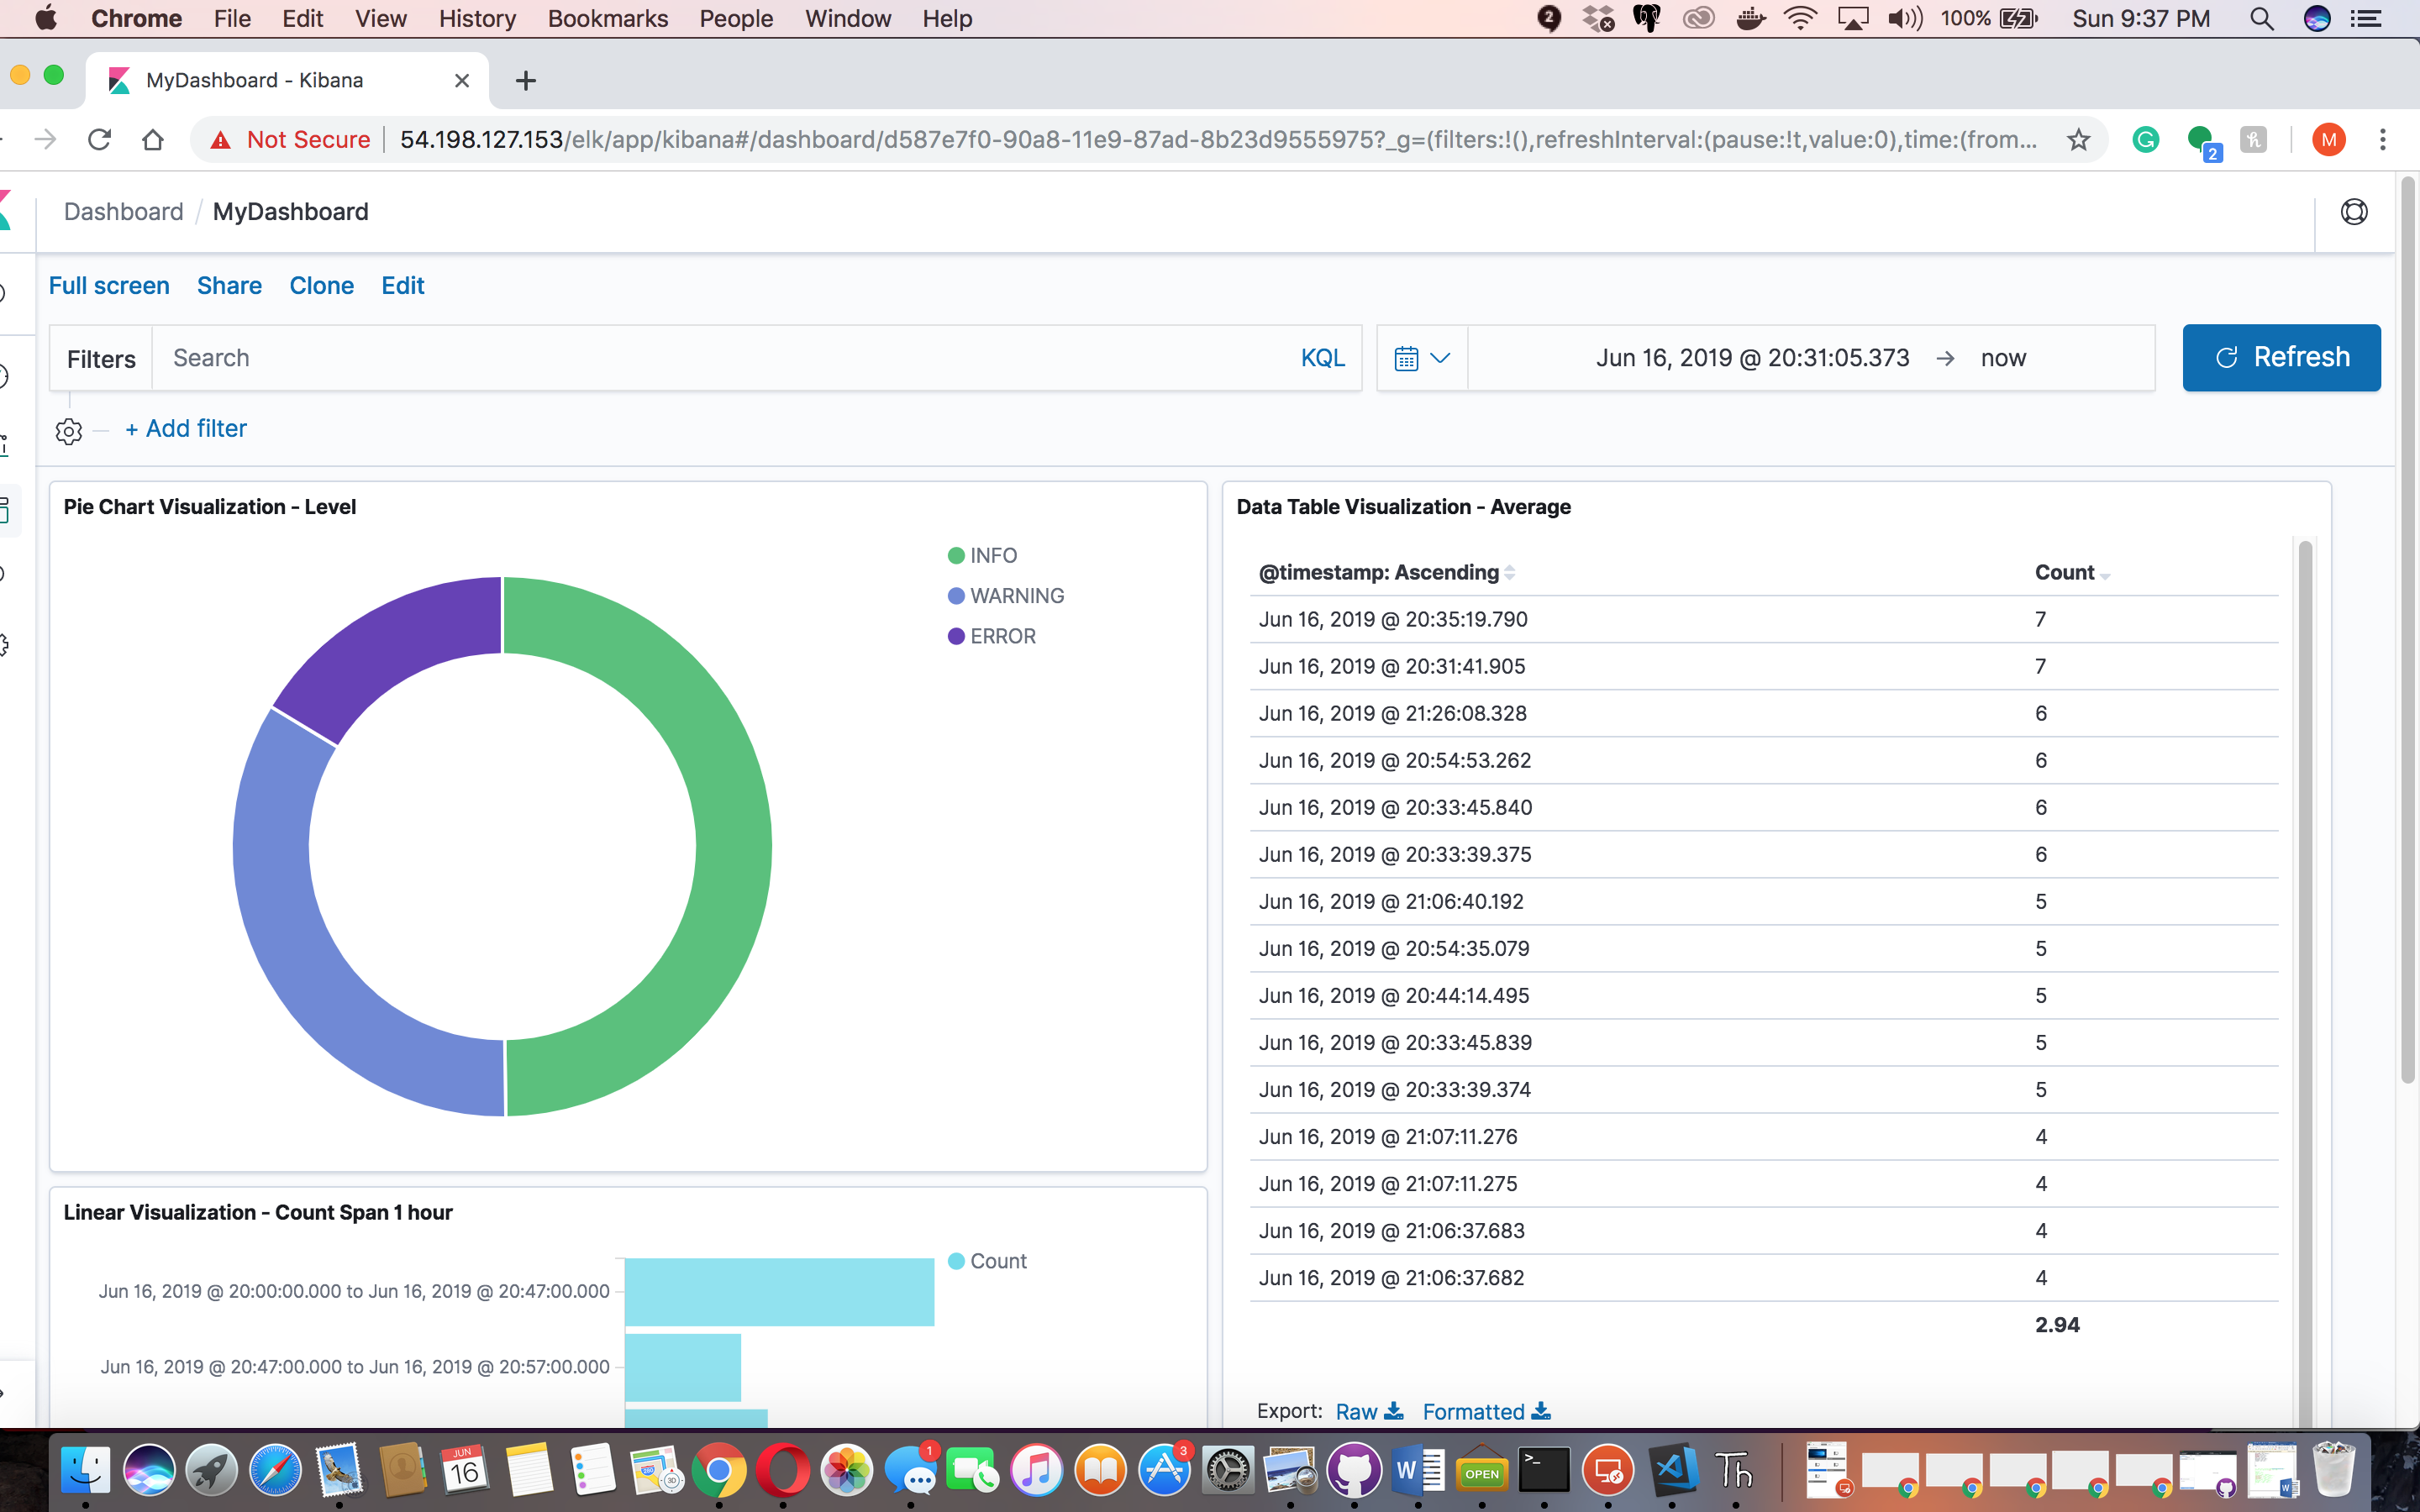 Chrome File Edit View History Bookmarks People Window Help 2 100% Sun 9:37 PM
MyDashboard - Kibana
Not Secure 54.198.127.153/elk/app/kibana#/dashboard/d587e7f0-90a8-11e9-87ad-8b23d9555975?_g=(filters:!(),refreshInterval:(pause:!t,value:0),time:(from... 2 M
Dashboard / MyDashboard
Full screen Share Clone Edit
Filters Search KQL Jun 16, 2019 @ 20:31:05.373 → now Refresh
+ Add filter
Pie Chart Visualization - Level
INFO
WARNING
ERROR
Data Table Visualization - Average
@timestamp: Ascending Count
Jun 16, 2019 @ 20:35:19.790 7
Jun 16, 2019 @ 20:31:41.905 7
Jun 16, 2019 @ 21:26:08.328 6
Jun 16, 2019 @ 20:54:53.262 6
Jun 16, 2019 @ 20:33:45.840 6
Jun 16, 2019 @ 20:33:39.375 6
Jun 16, 2019 @ 21:06:40.192 5
Jun 16, 2019 @ 20:54:35.079 5
Jun 16, 2019 @ 20:44:14.495 5
Jun 16, 2019 @ 20:33:45.839 5
Jun 16, 2019 @ 20:33:39.374 5
Jun 16, 2019 @ 21:07:11.276 4
Jun 16, 2019 @ 21:07:11.275 4
Jun 16, 2019 @ 21:06:37.683 4
Jun 16, 2019 @ 21:06:37.682 4
2.94
Export: Raw Formatted
Linear Visualization - Count Span 1 hour
Count
Jun 16, 2019 @ 20:00:00.000 to Jun 16, 2019 @ 20:47:00.000
Jun 16, 2019 @ 20:47:00.000 to Jun 16, 2019 @ 20:57:00.000
JUN 16 3D 1 3 W OPEN >_ Th